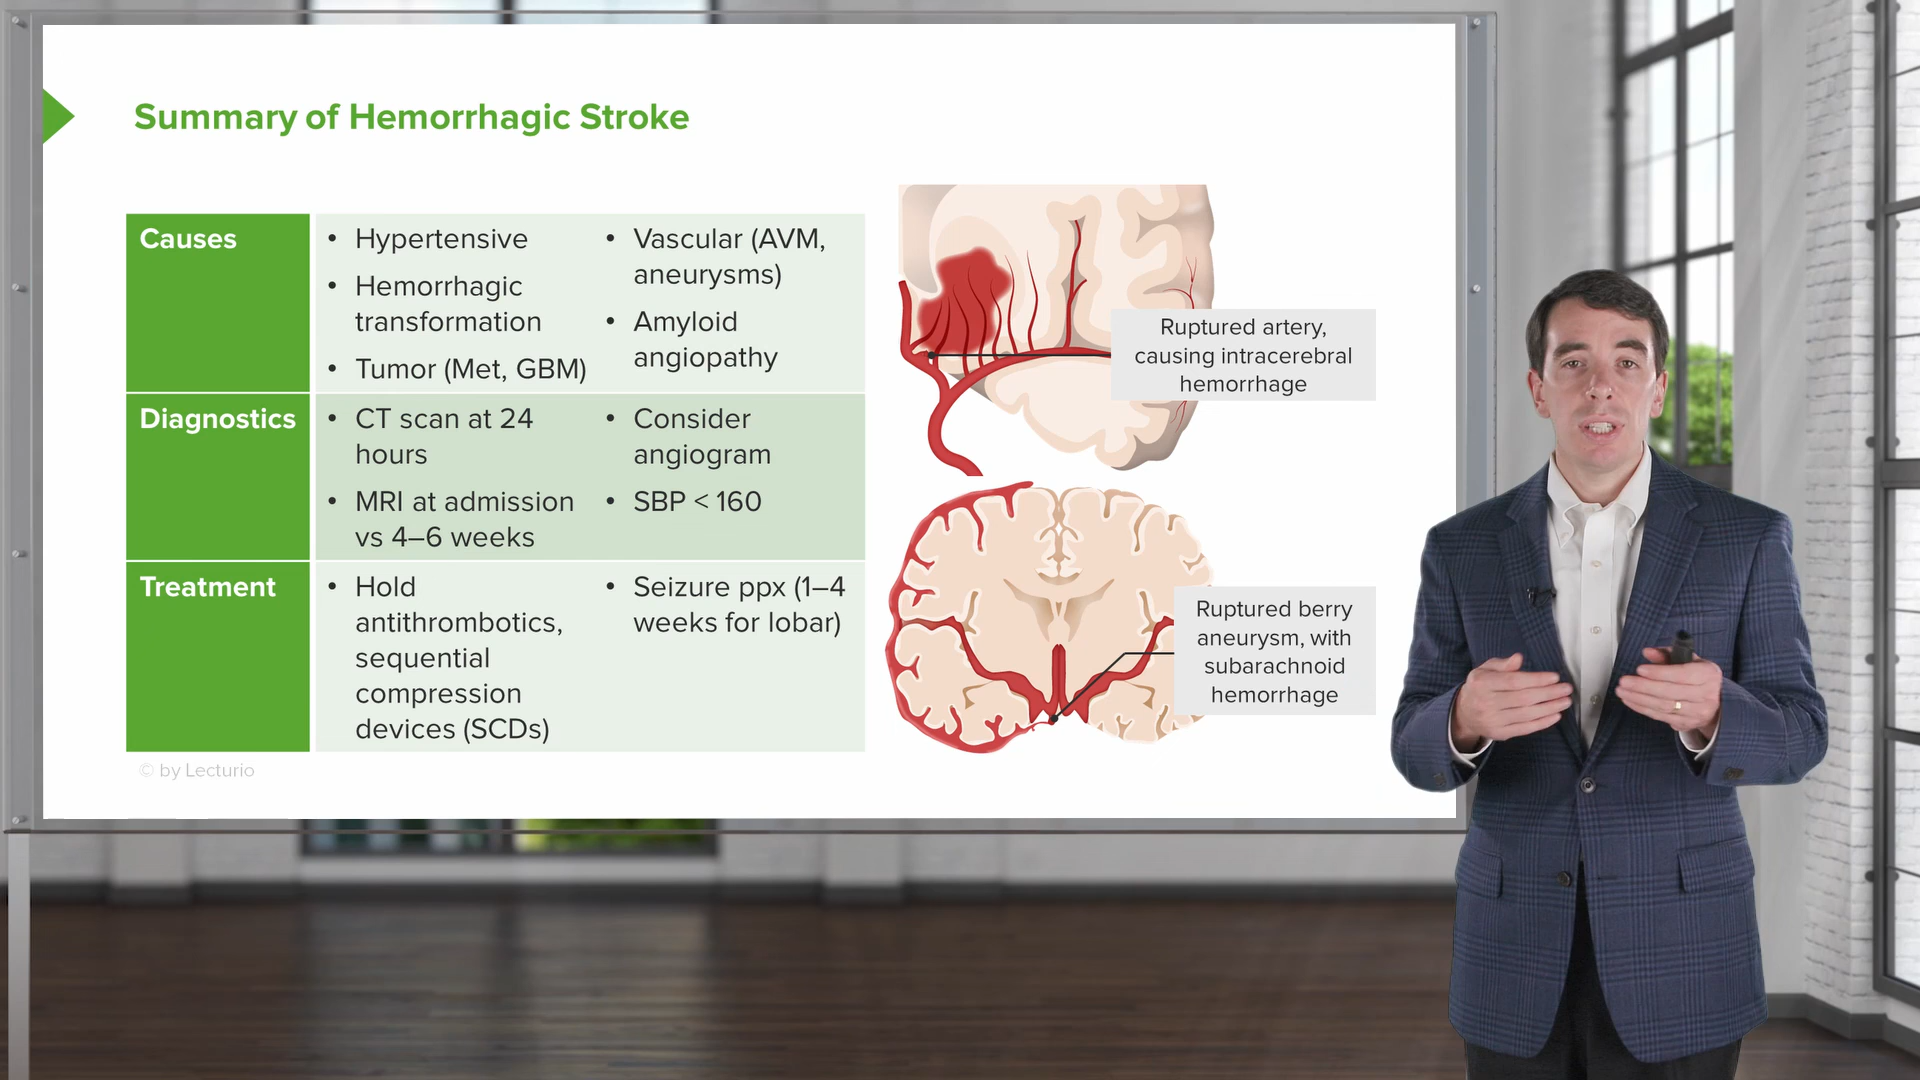 Summary of Hemorrhagic Stroke
Causes
• Hypertensive
• Hemorrhagic
transformation
• Tumor (Met, GBM)
• Vascular (AVM,
aneurysms)
• Amyloid
angiopathy
Diagnostics
• CT scan at 24
hours
• MRI at admission
vs 4–6 weeks
• Consider
angiogram
• SBP < 160
Treatment
• Hold
antithrombotics,
sequential
compression
devices (SCDs)
• Seizure ppx (1–4
weeks for lobar)
Ruptured artery,
causing intracerebral
hemorrhage
Ruptured berry
aneurysm, with
subarachnoid
hemorrhage
© by Lecturio